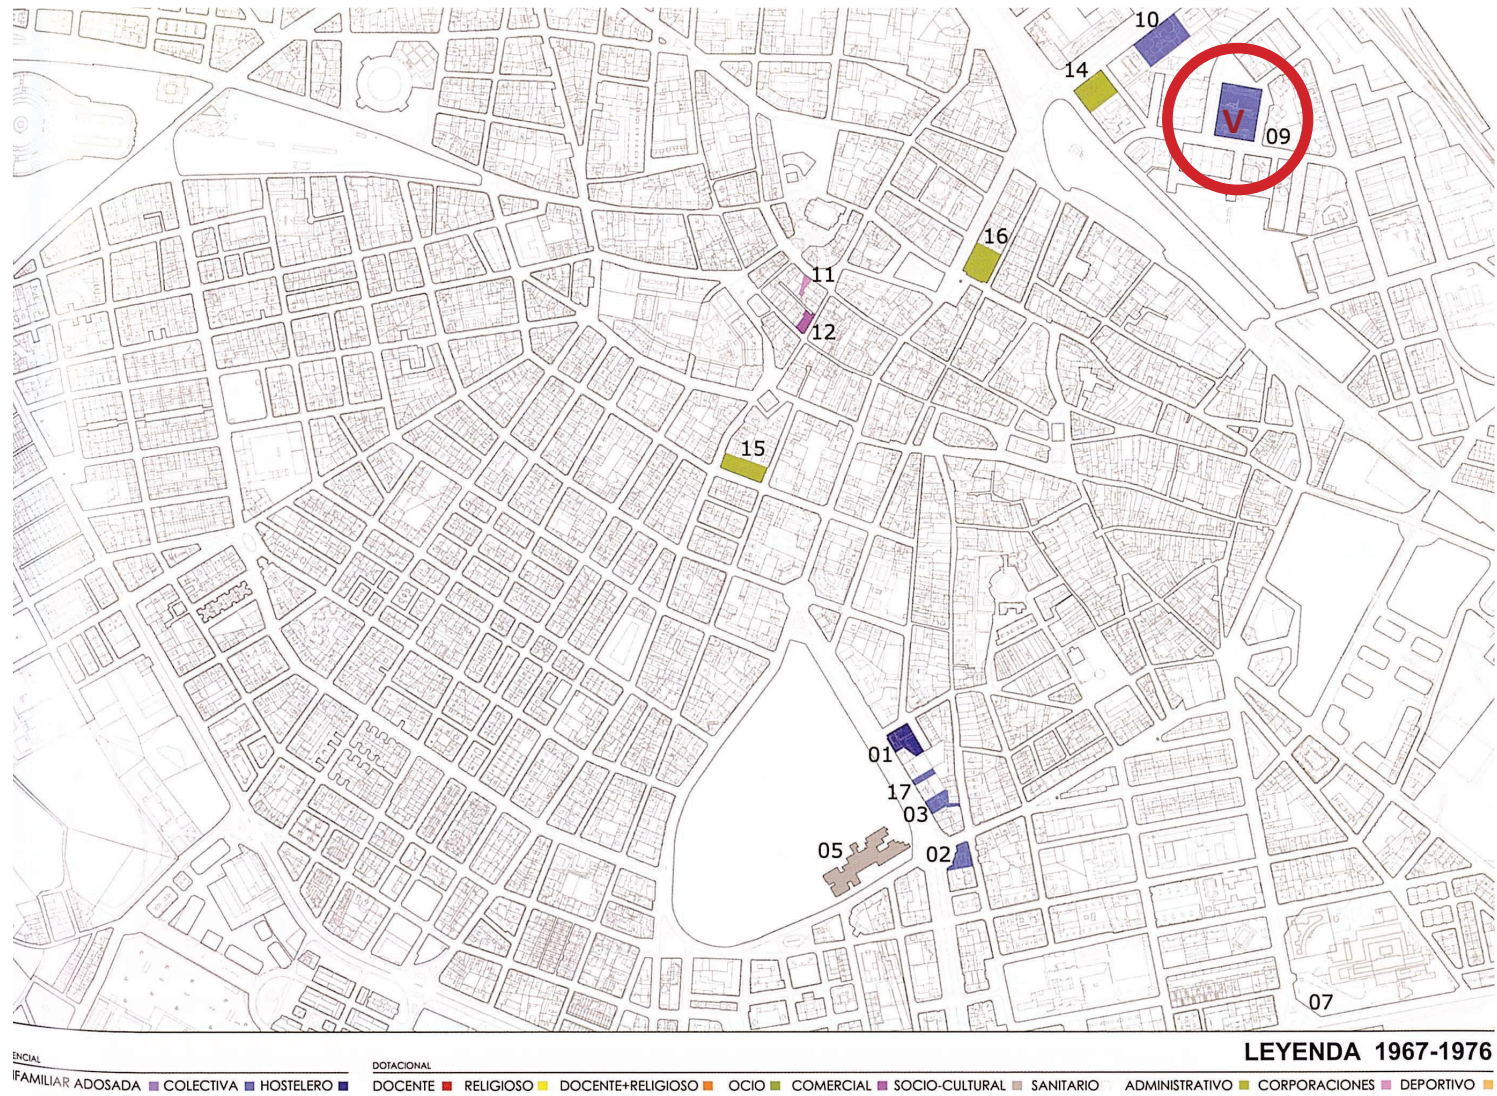 10
14
V
09
16
11
12
15
01
17
03
05
02
07
LEYENDA 1967-1976
ENCIAL
IFAMILIAR ADOSADA COLECTIVA HOSTELERO
DOTACIONAL
DOCENTE RELIGIOSO DOCENTE+RELIGIOSO OCIO COMERCIAL SOCIO-CULTURAL SANITARIO ADMINISTRATIVO CORPORACIONES DEPORTIVO